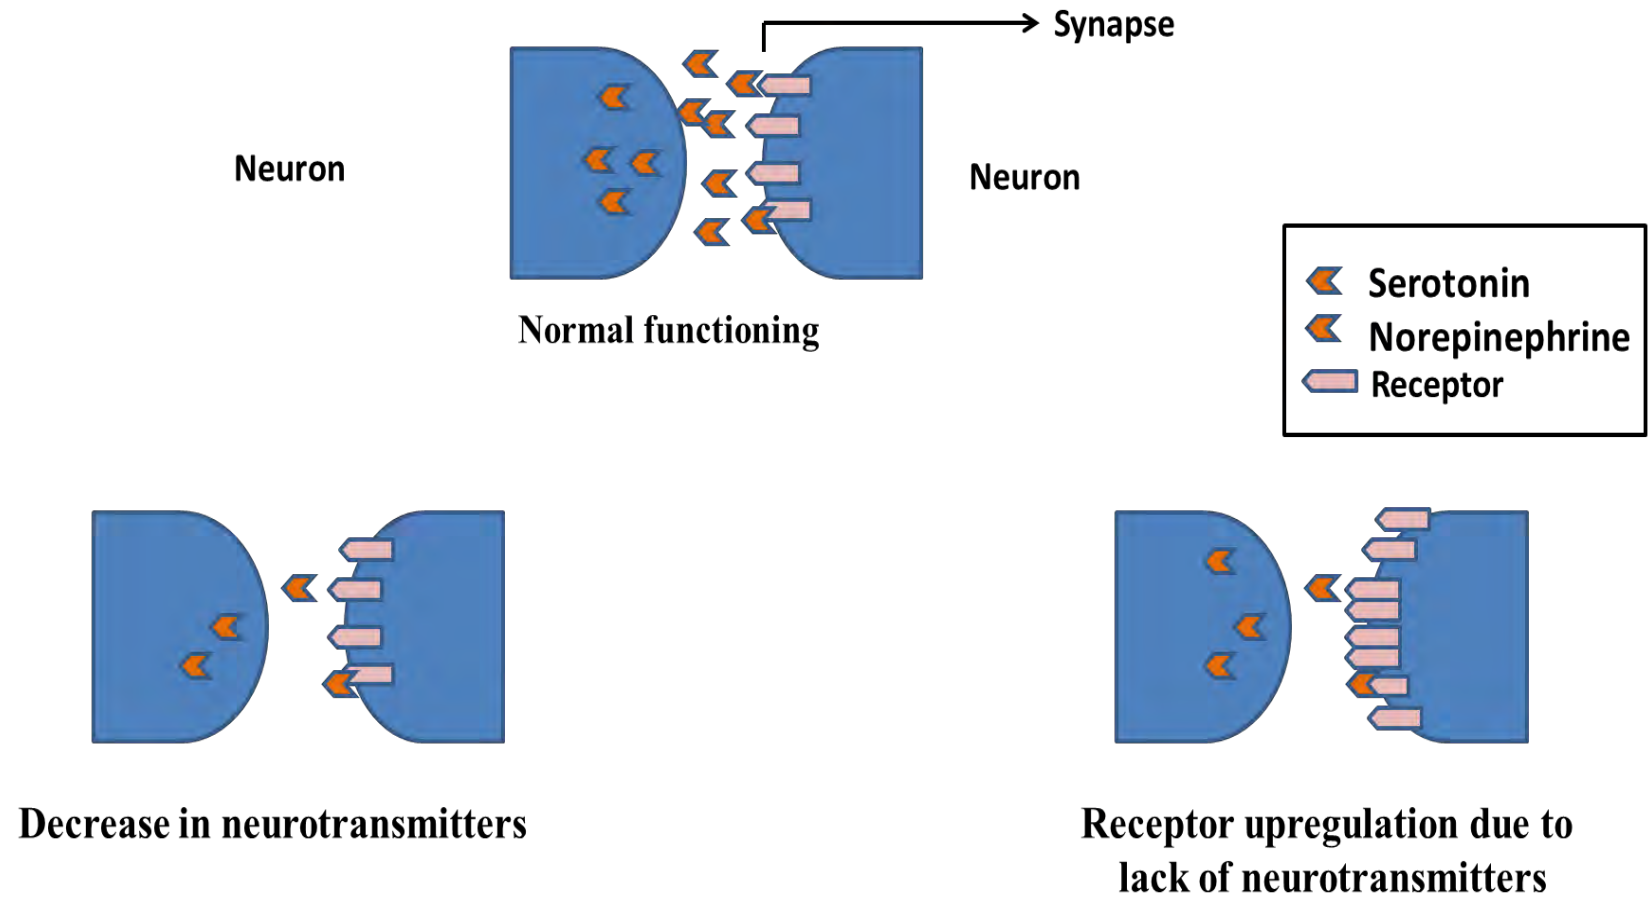 Synapse
Neuron
Neuron
Normal functioning
Serotonin
Norepinephrine
Receptor
Decrease in neurotransmitters
Receptor upregulation due to
lack of neurotransmitters